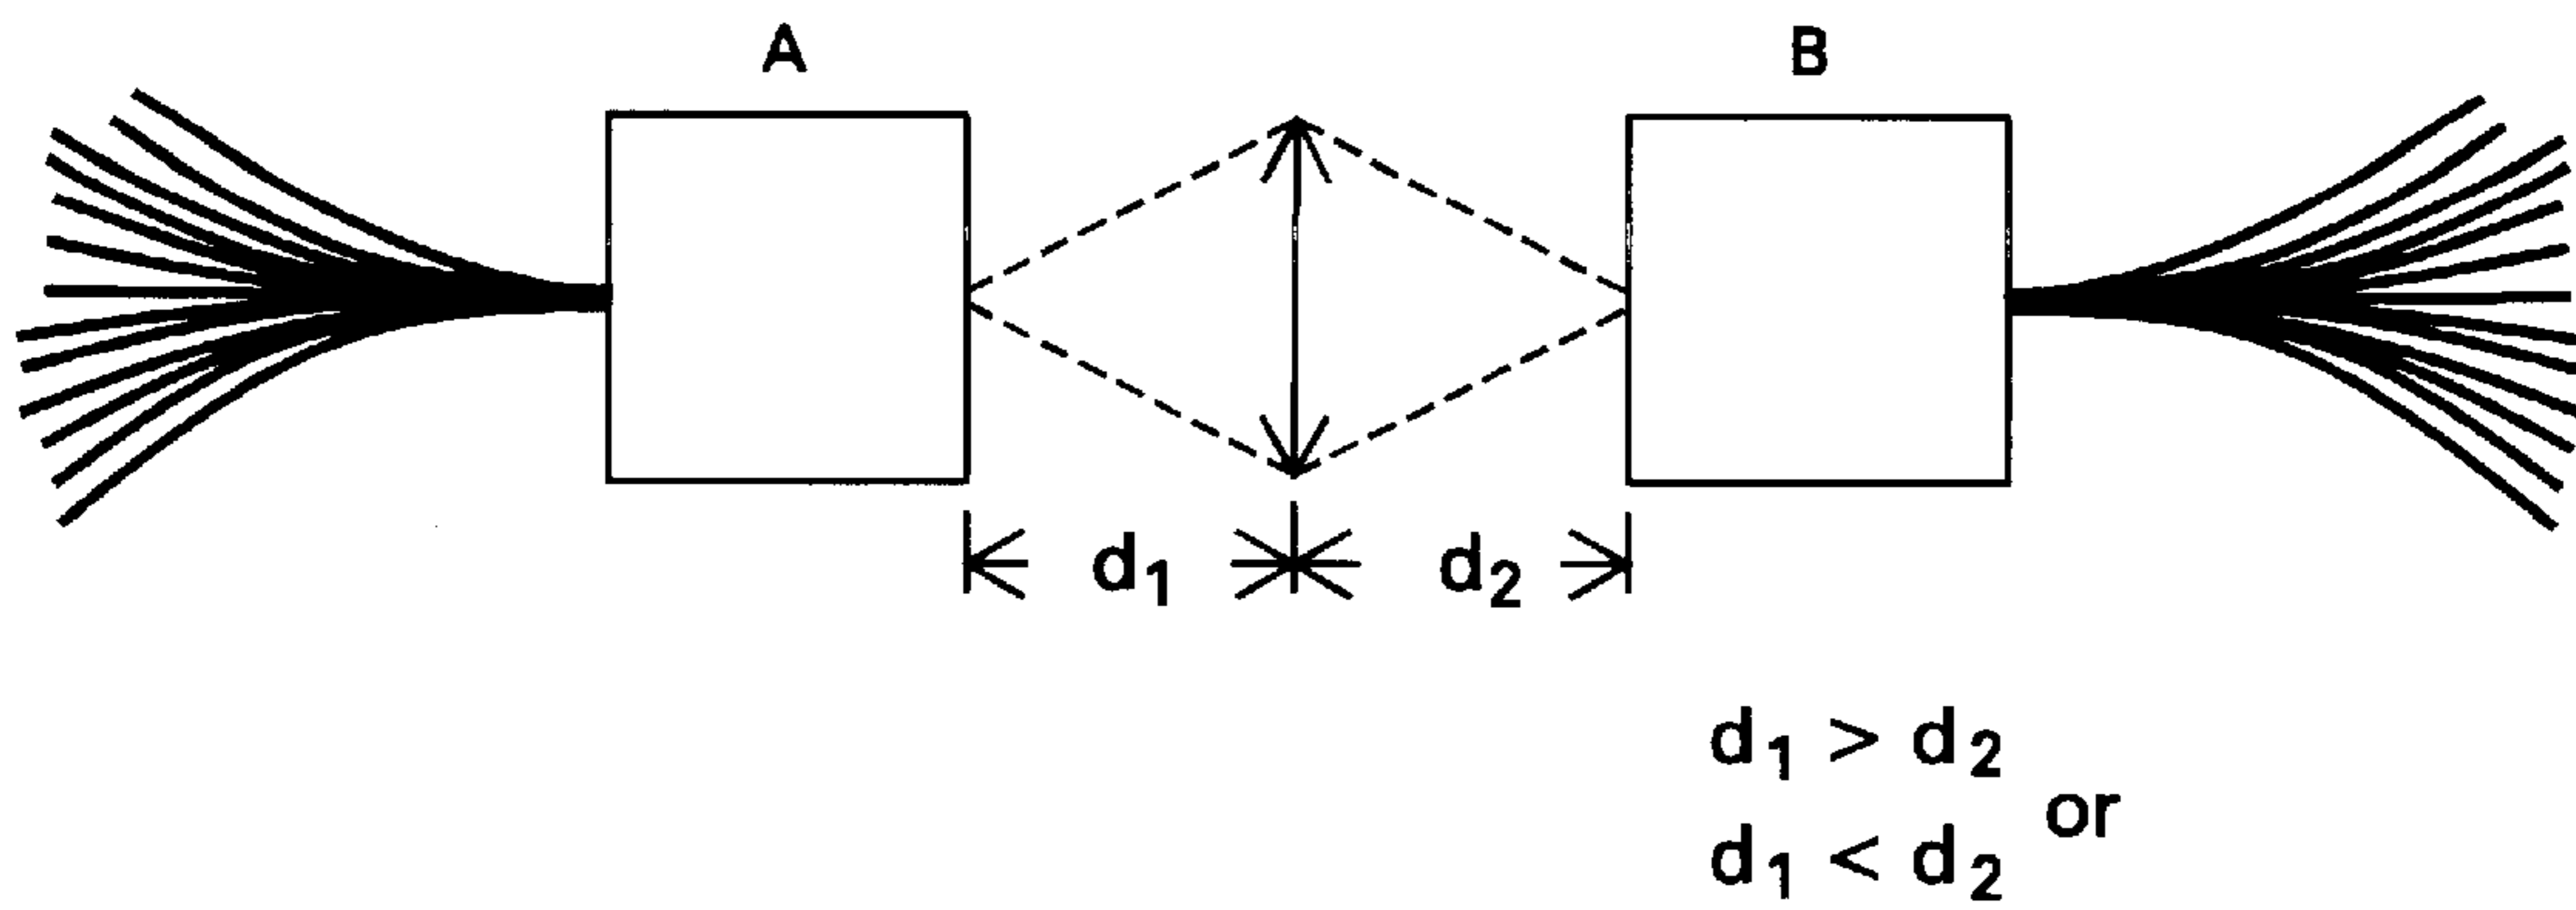 A B
d₁ d₂
d₁ > d₂
or
d₁ < d₂